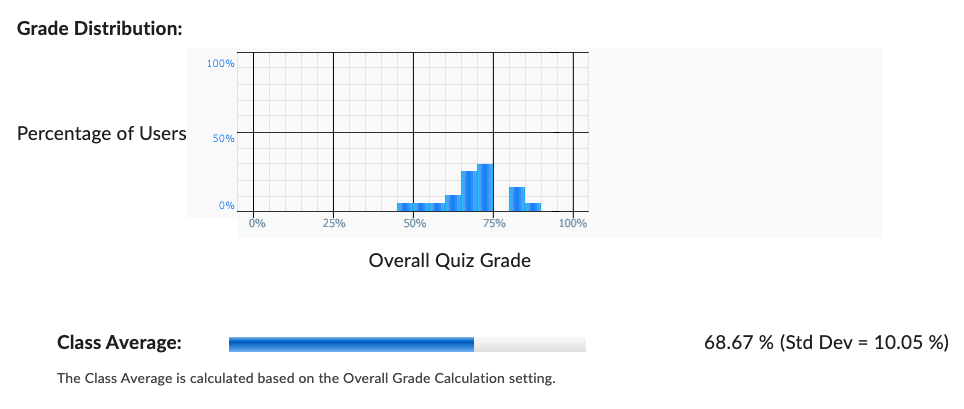 Grade Distribution:
100%
Percentage of Users
50%
0%
0% 25% 50% 75% 100%
Overall Quiz Grade
Class Average: 68.67 % (Std Dev = 10.05 %)
The Class Average is calculated based on the Overall Grade Calculation setting.